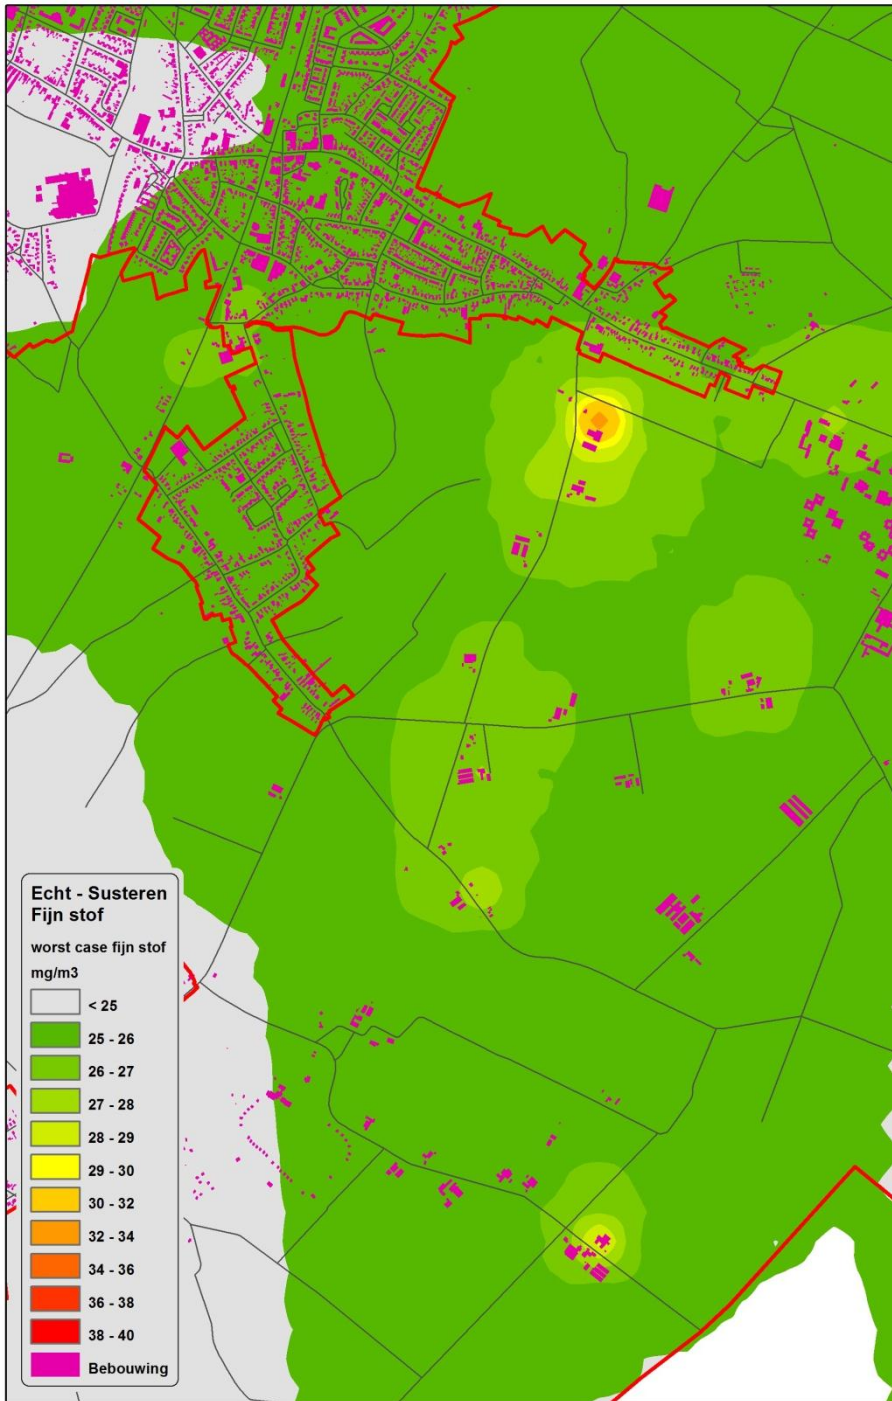 Echt - Susteren
Fijn stof
worst case fijn stof
mg/m3
< 25
25 - 26
26 - 27
27 - 28
28 - 29
29 - 30
30 - 32
32 - 34
34 - 36
36 - 38
38 - 40
Bebouwing